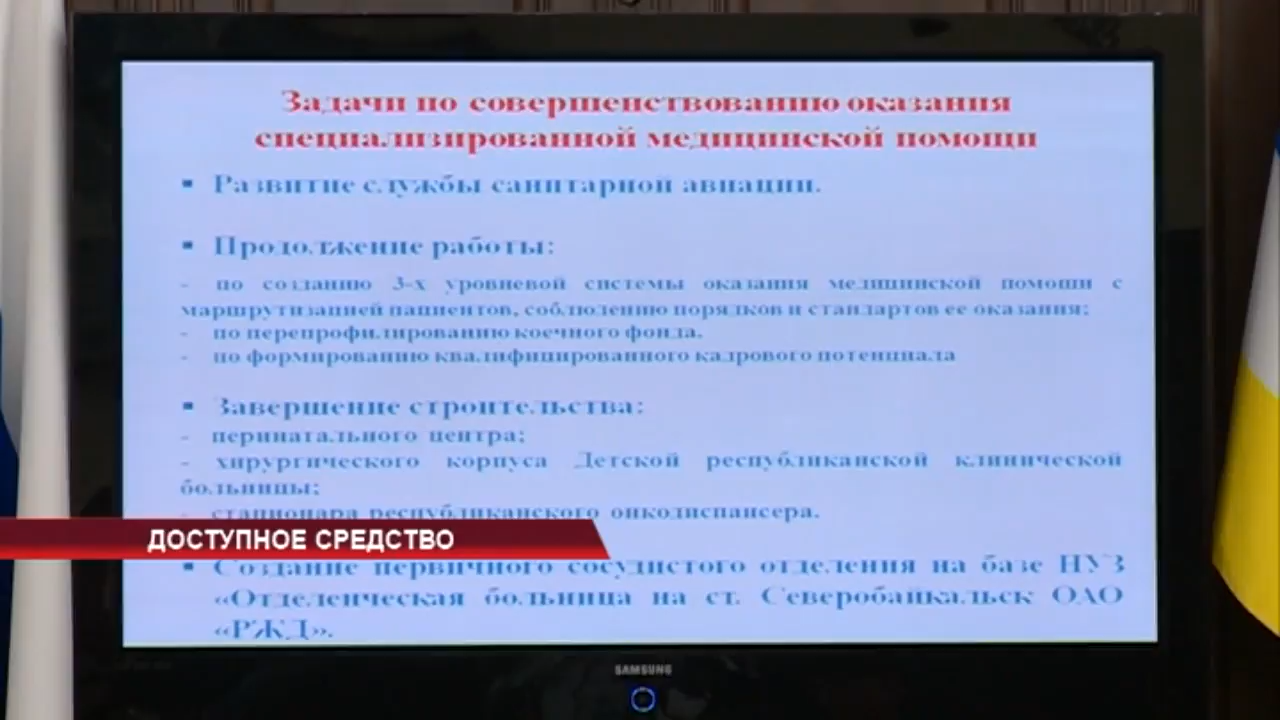 Задачи по совершенствованию оказания
специализированной медицинской помощи
▪ Развитие службы санитарной авиации.
▪ Продолжение работы:
- по созданию 3-х уровневой системы оказания медицинской помощи с
маршрутизацией пациентов, соблюдению порядков и стандартов ее оказания;
- по перепрофилированию коечного фонда.
- по формированию квалифицированного кадрового потенциала
▪ Завершение строительства:
- перинатального центра;
- хирургического корпуса Детской республиканской клинической
больницы;
- стационара республиканского онкодиспансера.
ДОСТУПНОЕ СРЕДСТВО
▪ Создание первичного сосудистого отделения на базе НУЗ
«Отделенческая больница на ст. Северобайкальск ОАО
«РЖД».
SAMSUNG